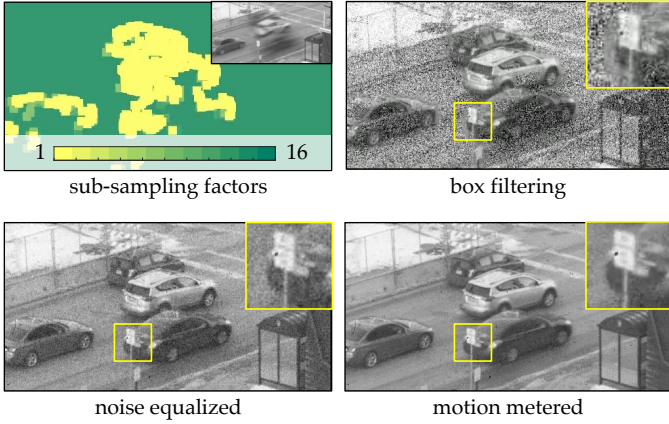 1 16
sub-sampling factors
box filtering
noise equalized
motion metered